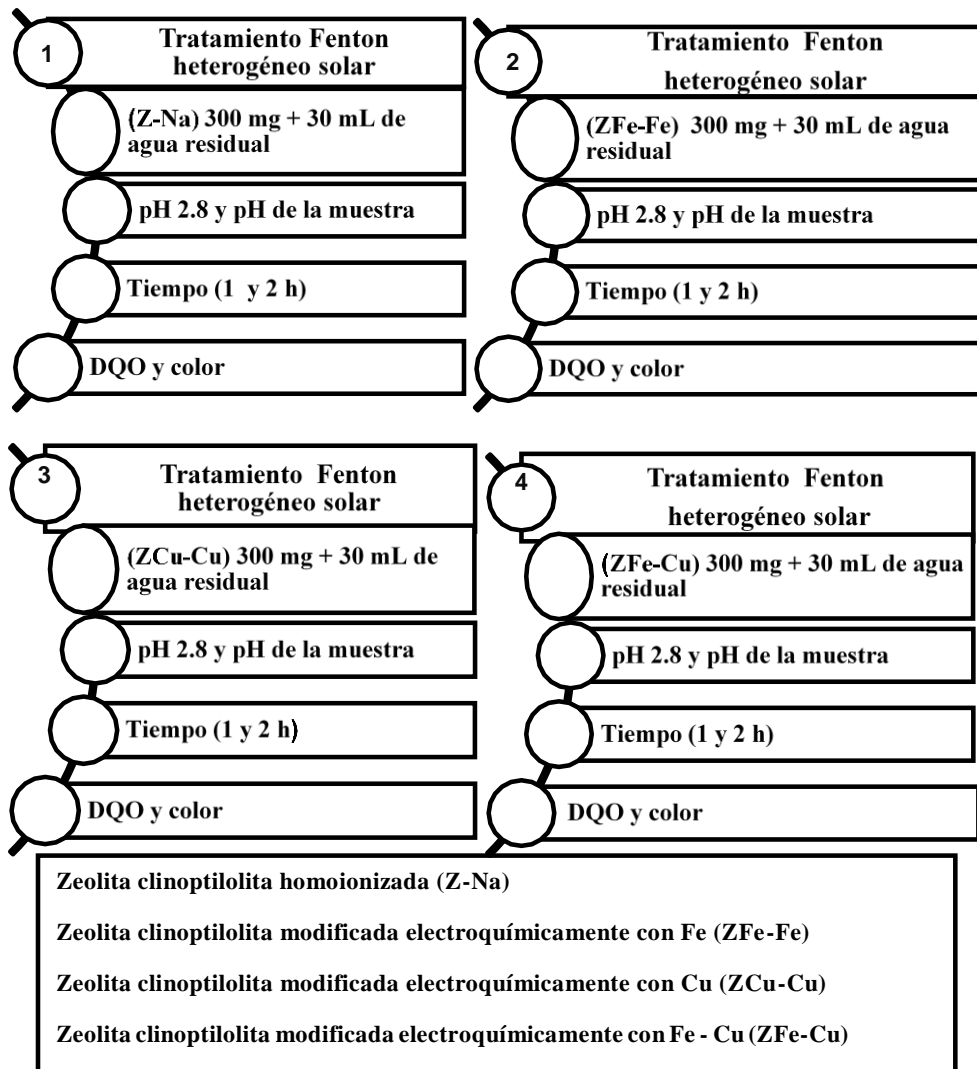 1
Tratamiento Fenton
heterogéneo solar
(Z-Na) 300 mg + 30 mL de
agua residual
pH 2.8 y pH de la muestra
Tiempo (1 y 2 h)
DQO y color
2
Tratamiento Fenton
heterogéneo solar
(ZFe-Fe) 300 mg + 30 mL de agua
residual
pH 2.8 y pH de la muestra
Tiempo (1 y 2 h)
DQO y color
3
Tratamiento Fenton
heterogéneo solar
(ZCu-Cu) 300 mg + 30 mL de
agua residual
pH 2.8 y pH de la muestra
Tiempo (1 y 2 h)
DQO y color
4
Tratamiento Fenton
heterogéneo solar
(ZFe-Cu) 300 mg + 30 mL de agua
residual
pH 2.8 y pH de la muestra
Tiempo (1 y 2 h)
DQO y color
Zeolita clinoptilolita homoionizada (Z-Na)
Zeolita clinoptilolita modificada electroquímicamente con Fe (ZFe-Fe)
Zeolita clinoptilolita modificada electroquímicamente con Cu (ZCu-Cu)
Zeolita clinoptilolita modificada electroquímicamente con Fe - Cu (ZFe-Cu)